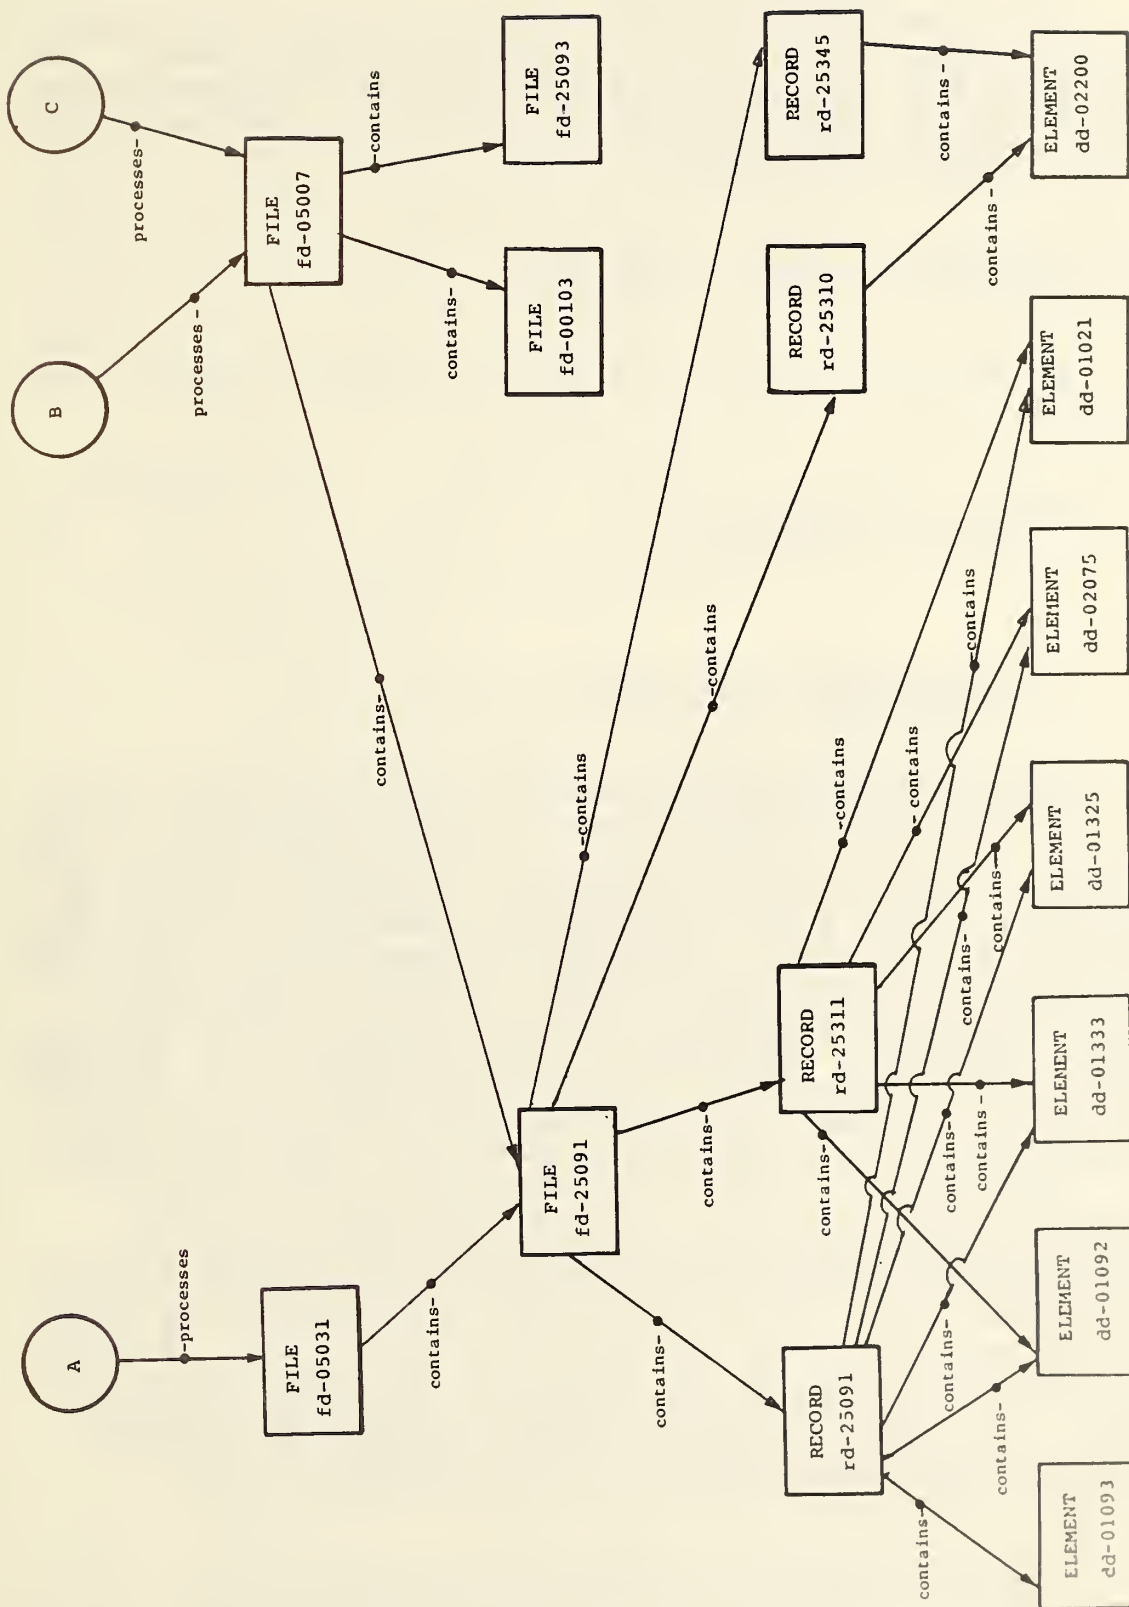 A
B
C
-processes
processes -
processes-
FILE
fd-05031
FILE
fd-05007
contains-
contains-
contains-
-contains
FILE
fd-25091
FILE
fd-00103
FILE
fd-25093
contains-
contains-
-contains
-contains
RECORD
rd-25091
RECORD
rd-25311
RECORD
rd-25310
RECORD
rd-25345
contains-
contains-
contains-
contains-
contains-
contains-
contains-
contains-
-contains
- contains
-contains
contains -
contains -
ELEMENT
dd-01093
ELEMENT
dd-01092
ELEMENT
dd-01333
ELEMENT
dd-01325
ELEMENT
dd-02075
ELEMENT
dd-01021
ELEMENT
dd-02200